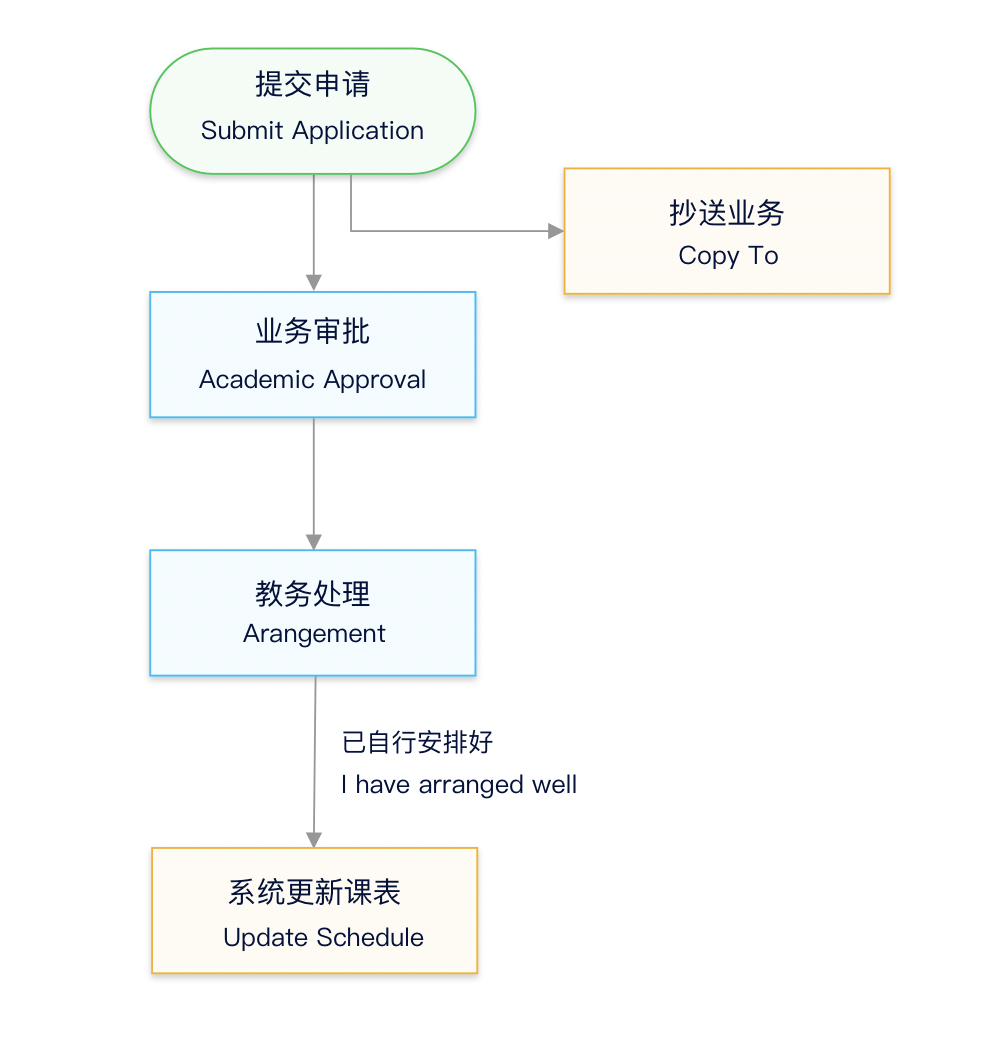 提交申请
Submit Application
抄送业务
Copy To
业务审批
Academic Approval
教务处理
Arangement
已自行安排好
I have arranged well
系统更新课表
Update Schedule